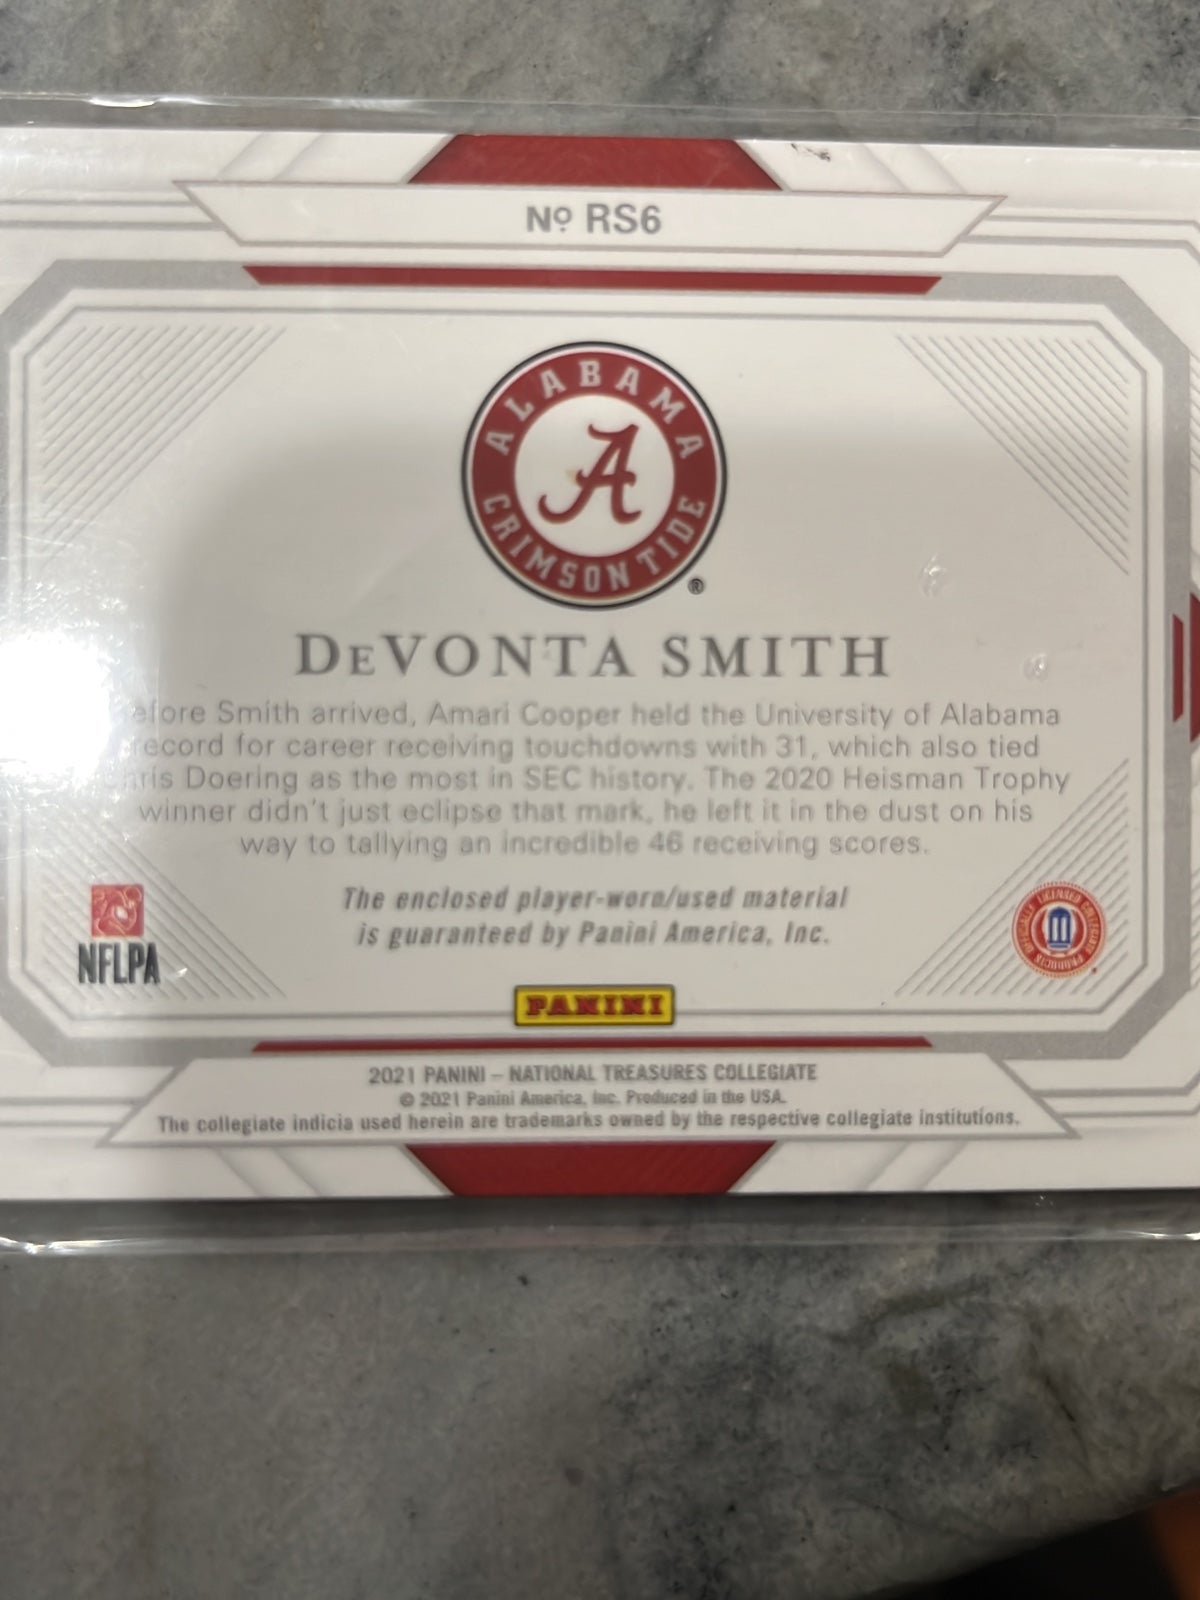 Nº RS6
ALABAMA
A
CRIMSON TIDE
®
DeVONTA SMITH
Smith arrived, Amari Cooper held the University of Alabama
record for career receiving touchdowns with 31, which also tied
Doering as the most in SEC history. The 2020 Heisman Trophy
winner didn't just eclipse that mark, he left it in the dust on his
way to tallying an incredible 46 receiving scores.
The enclosed player-worn/used material
is guaranteed by Panini America, Inc.
NFLPA
OFFICIALLY LICENSED COLLEGIATE PRODUCTS
PANINI
2021 PANINI – NATIONAL TREASURES COLLEGIATE
© 2021 Panini America, Inc. Produced in the USA.
The collegiate indicia used herein are trademarks owned by the respective collegiate institutions.